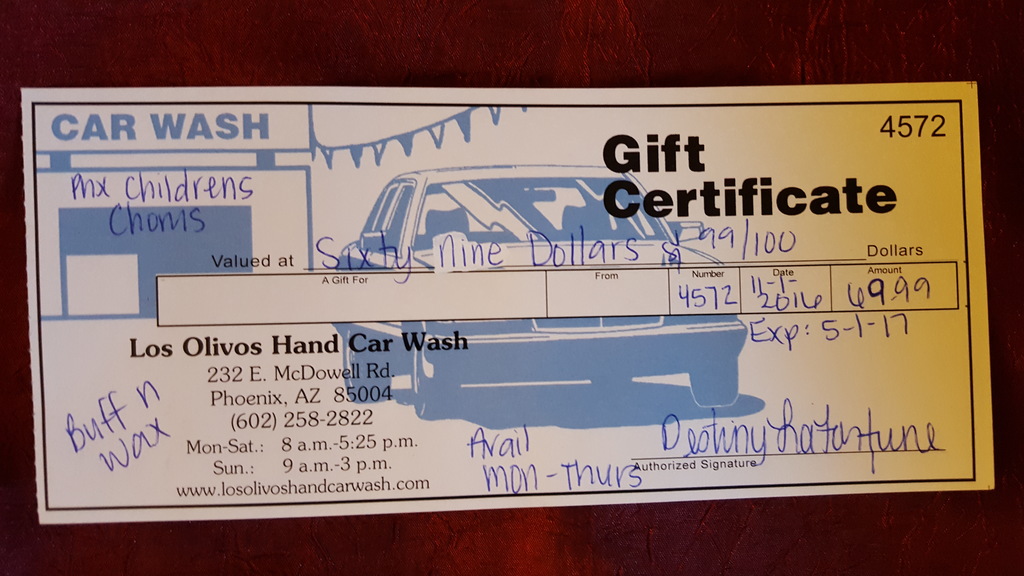 CAR WASH
4572
Gift
Certificate
Phx Childrens
Chorus
Valued at Sixty Nine Dollars & 99/100 Dollars
A Gift For
From
Number
4572
Date
11-1-
2016
Amount
69.99
Exp: 5-1-17
Los Olivos Hand Car Wash
232 E. McDowell Rd.
Phoenix, AZ 85004
(602) 258-2822
Mon-Sat.: 8 a.m.-5:25 p.m.
Sun.: 9 a.m.-3 p.m.
www.losolivoshandcarwash.com
Buff n
Wax
Avail
Mon-Thurs
Destiny
Authorized Signature